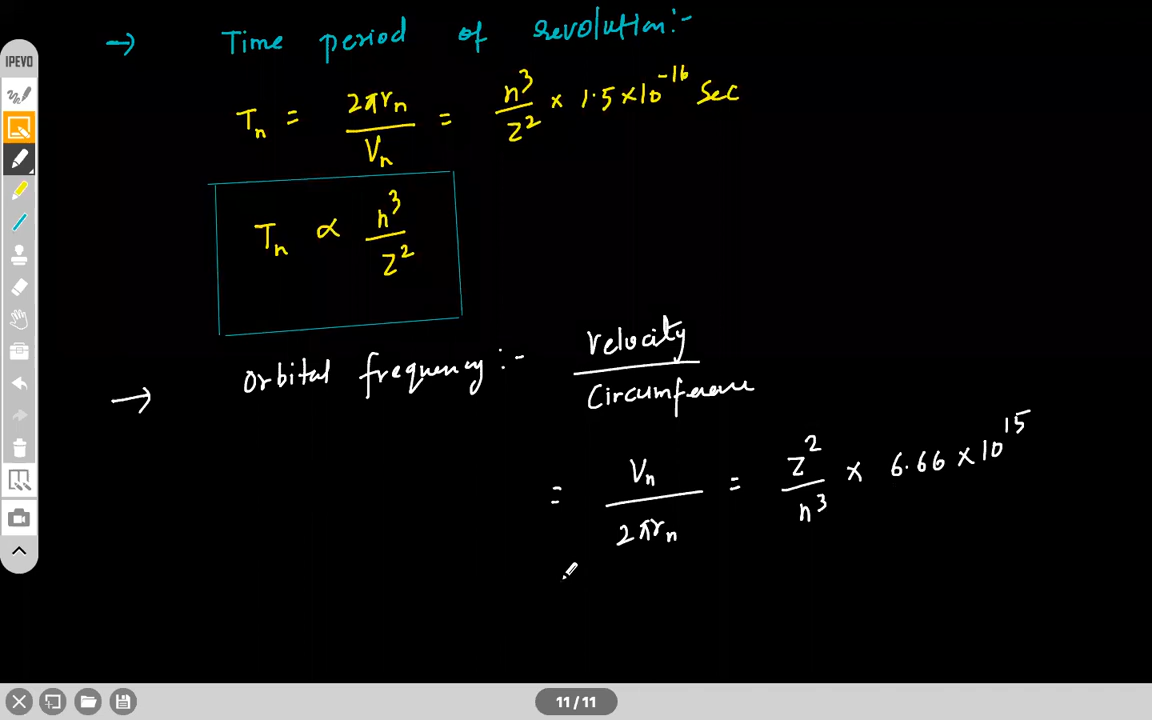 IPEVO
→ Time period of revolution:-
Tₙ = 2πrₙ / Vₙ = n³ / Z² × 1.5 × 10⁻¹⁶ Sec
Tₙ ∝ n³ / Z²
→ Orbital frequency:- Velocity / Circumference
= Vₙ / 2πrₙ = Z² / n³ × 6.66 × 10¹⁵
11/11